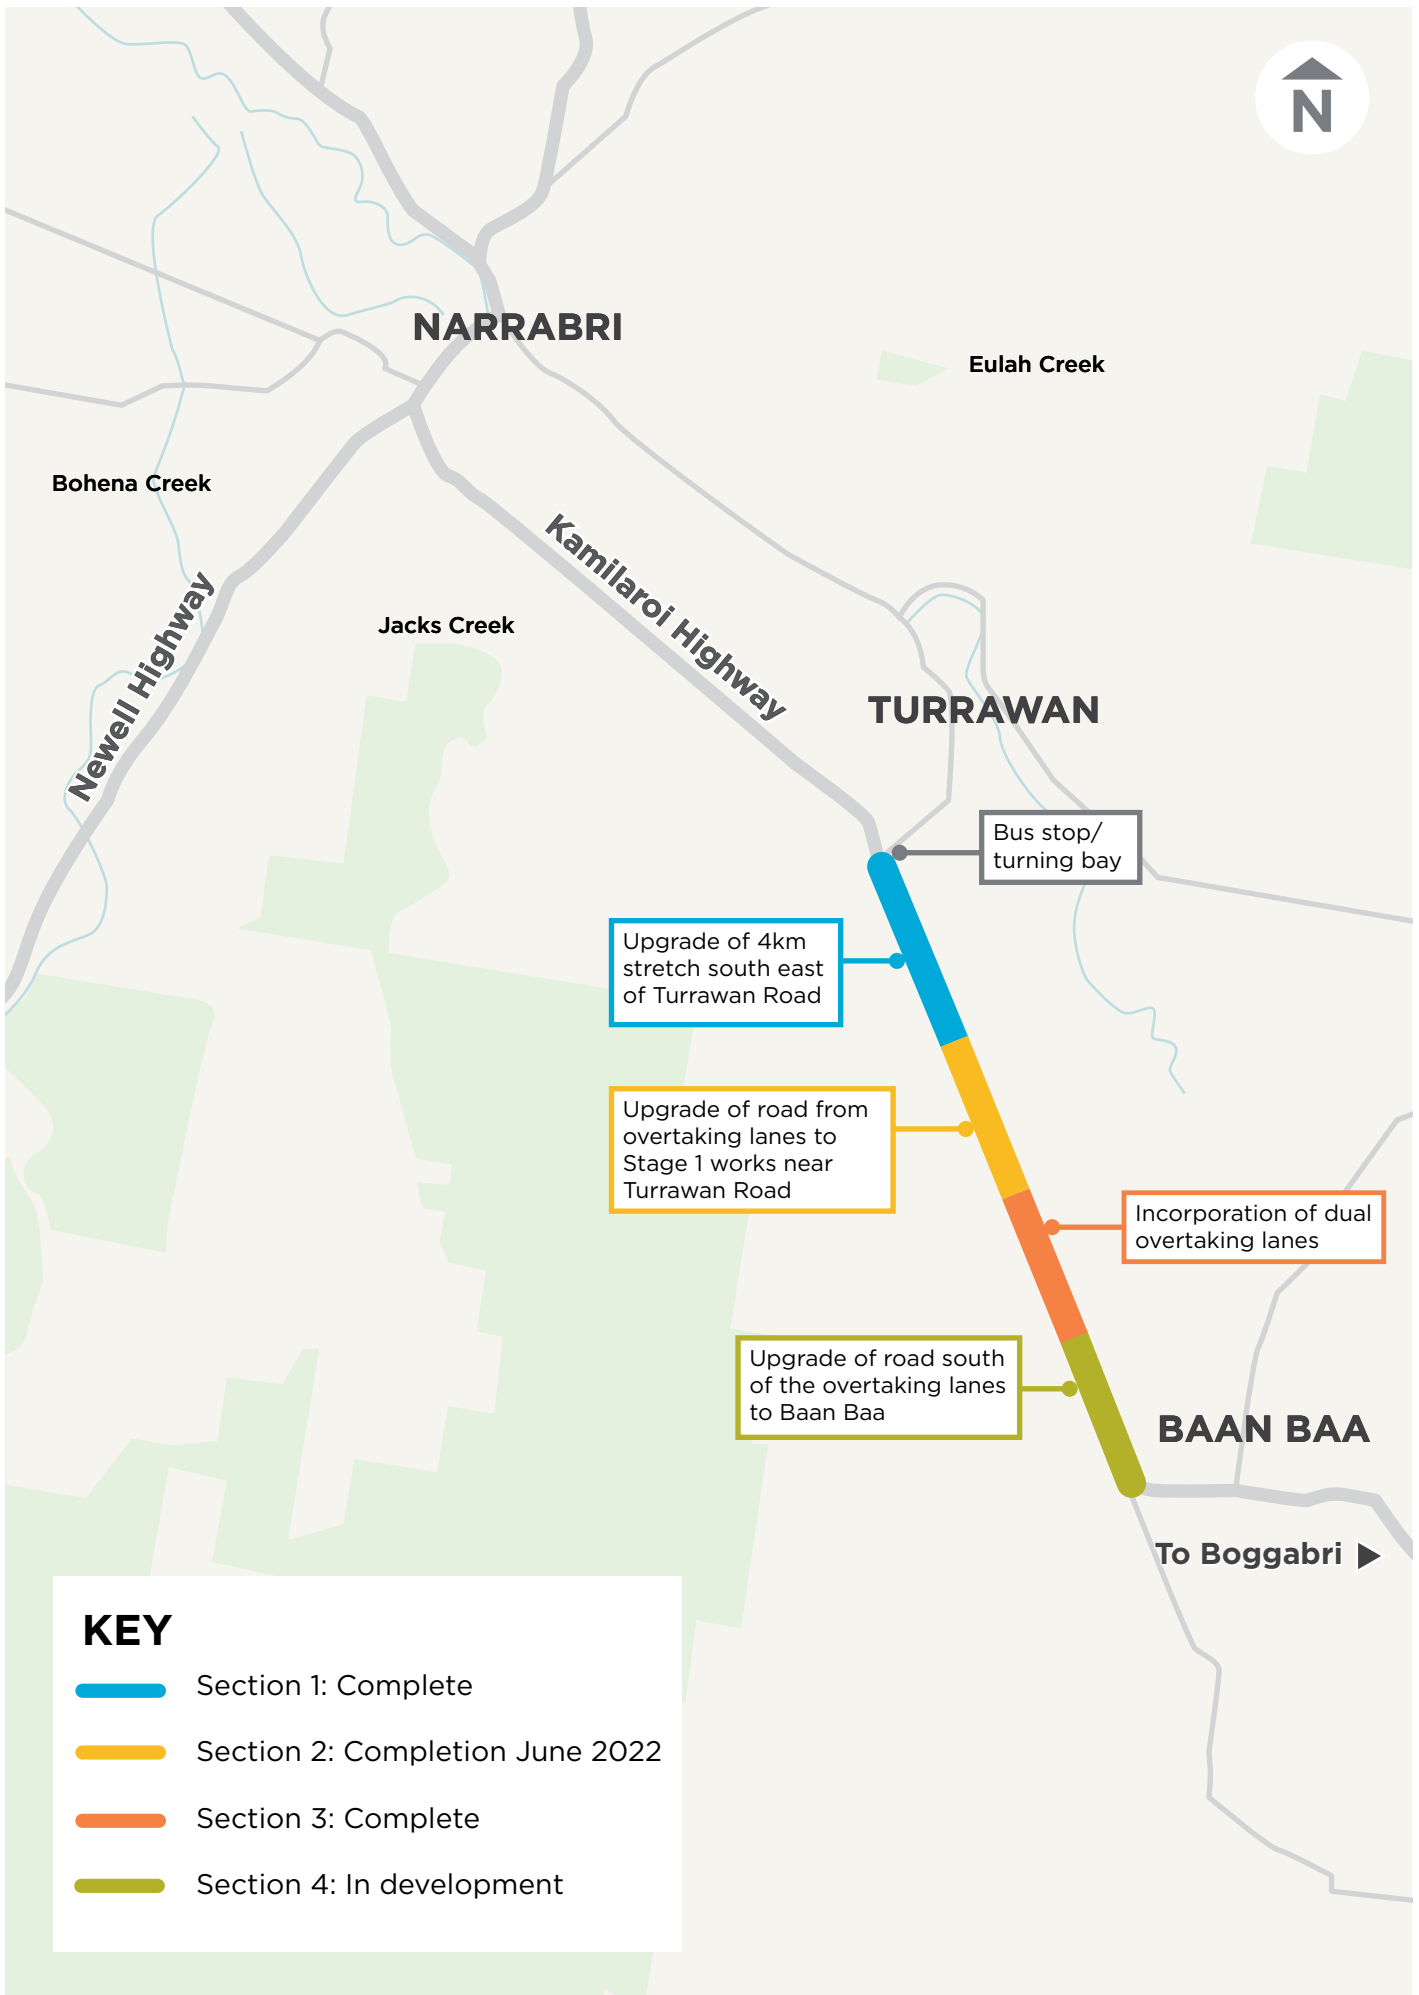 N
NARRABRI
Eulah Creek
Bohena Creek
Kamilaroi Highway
Newell Highway
Jacks Creek
TURRAWAN
Bus stop/
turning bay
Upgrade of 4km
stretch south east
of Turrawan Road
Upgrade of road from
overtaking lanes to
Stage 1 works near
Turrawan Road
Incorporation of dual
overtaking lanes
Upgrade of road south
of the overtaking lanes
to Baan Baa
BAAN BAA
To Boggabri
KEY
Section 1: Complete
Section 2: Completion June 2022
Section 3: Complete
Section 4: In development